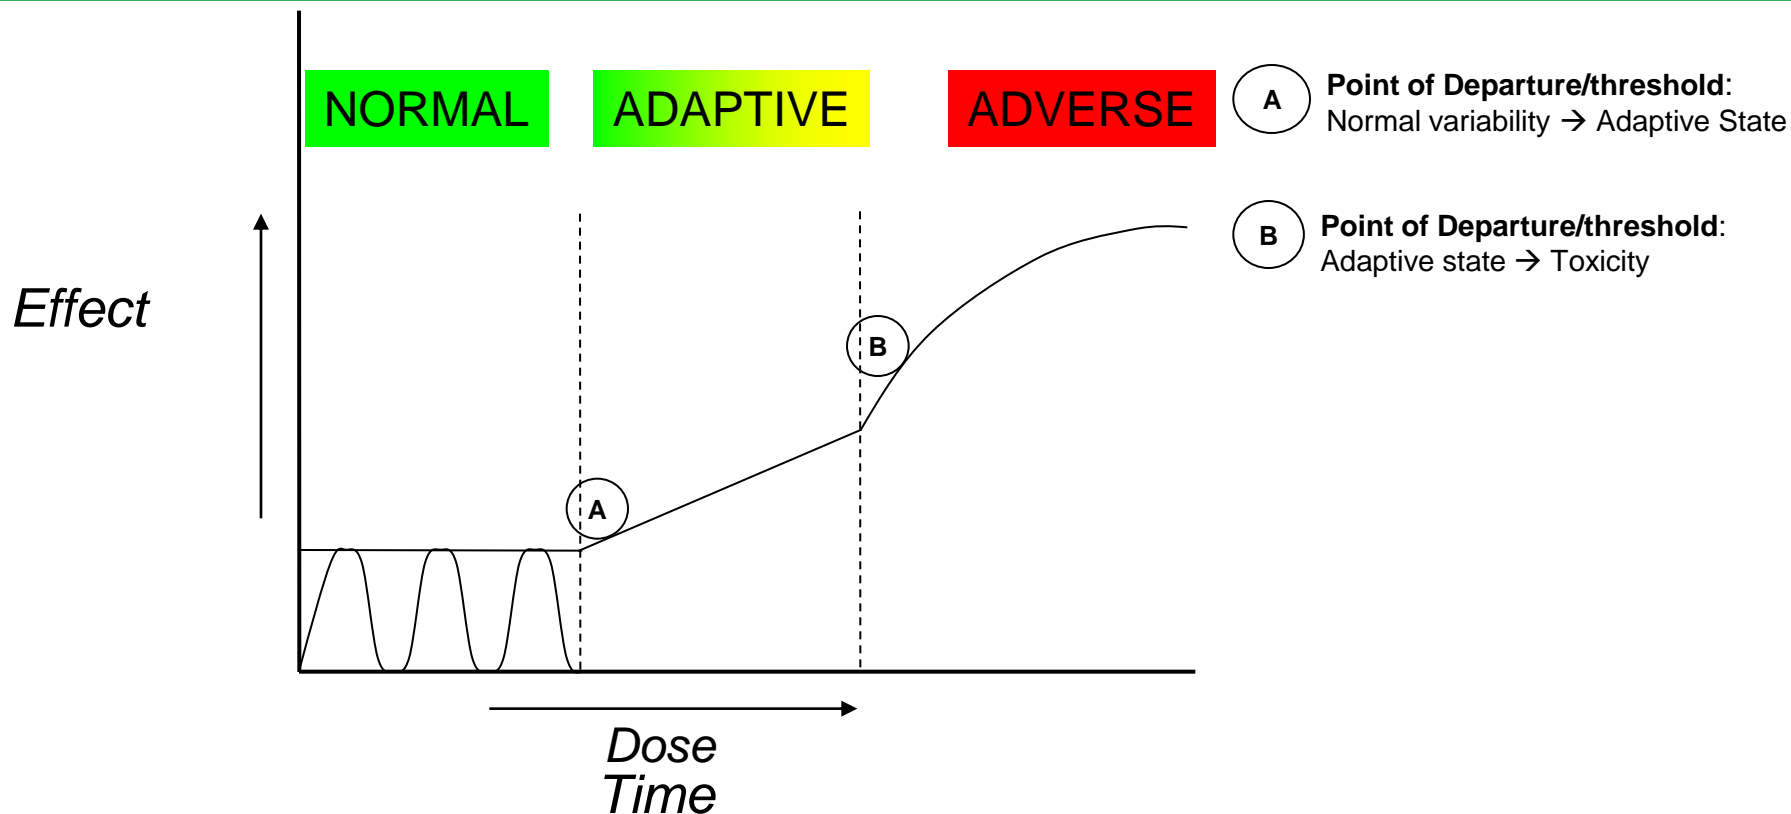 NORMAL
ADAPTIVE
ADVERSE
A
Point of Departure/threshold:
Normal variability → Adaptive State
B
Point of Departure/threshold:
Adaptive state → Toxicity
Effect
B
A
Dose
Time